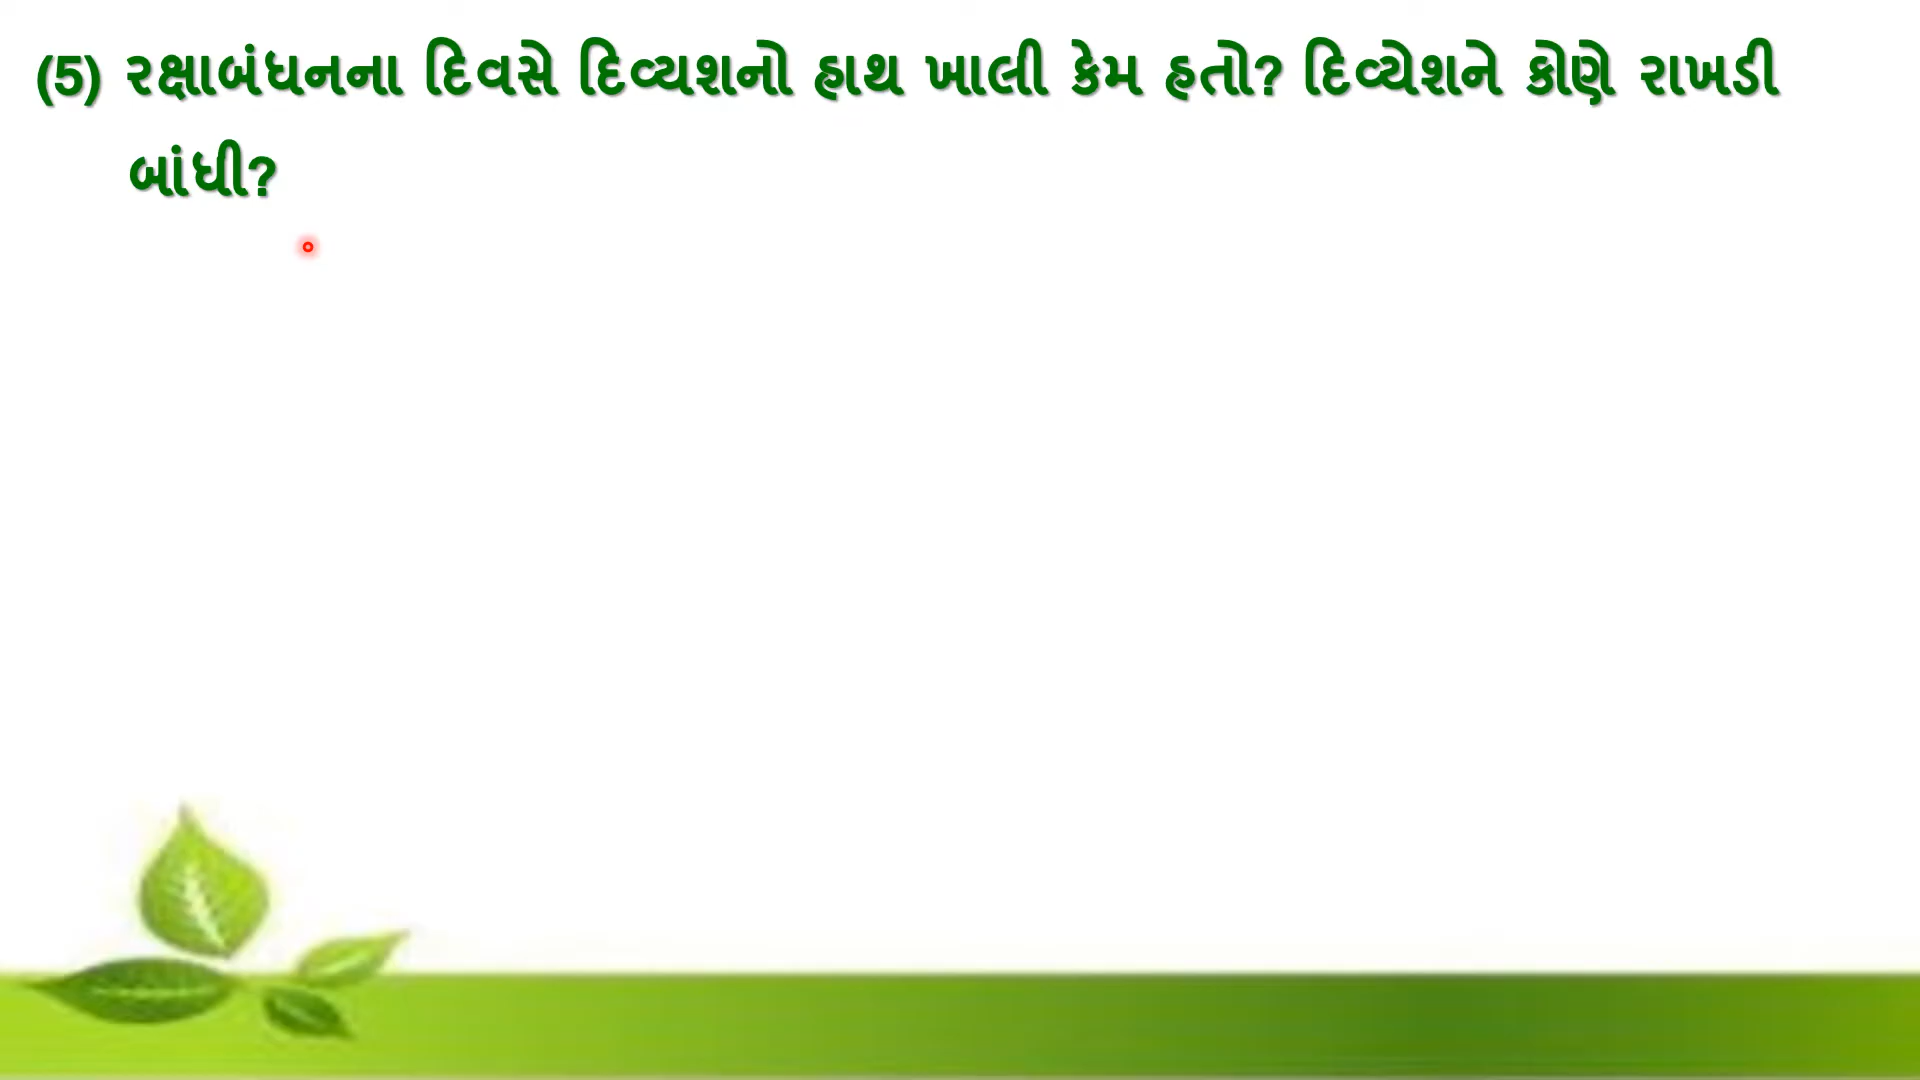 (5) રક્ષાબંધનના દિવસે દિવ્યશનો હાથ ખાલી કેમ હતો? દિવ્યેશને કોણે રાખડી
બાંધી?